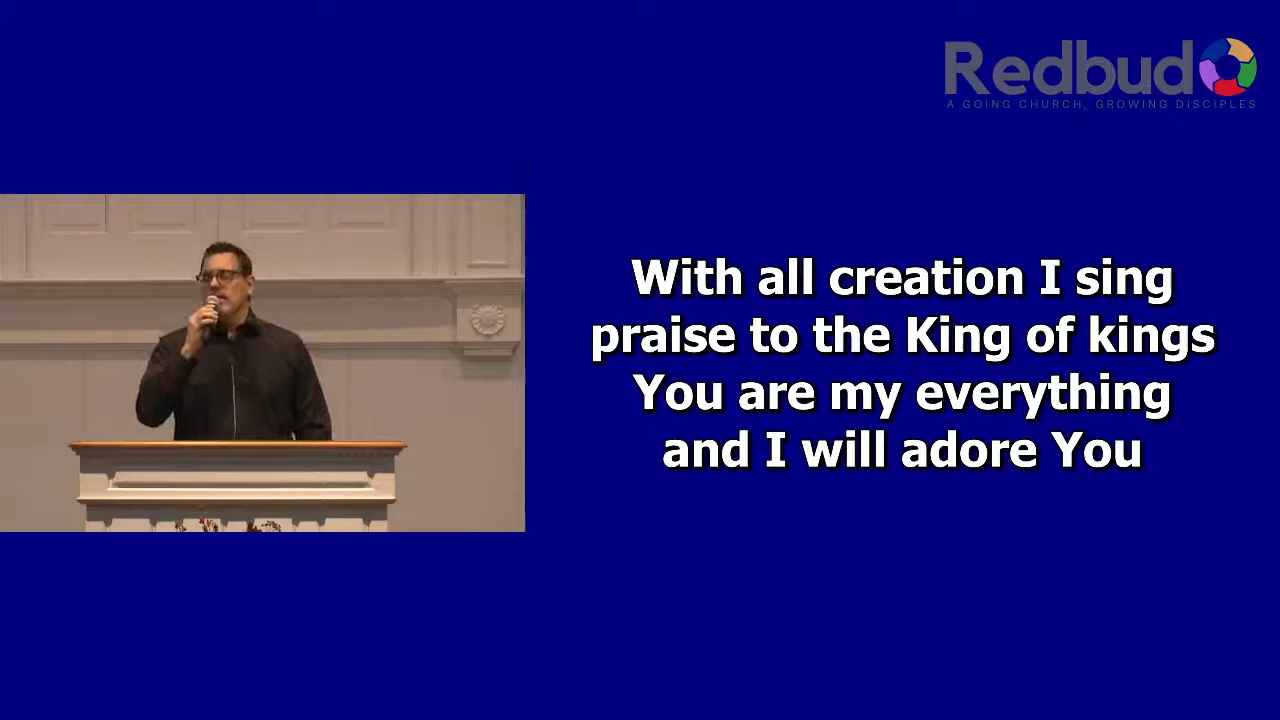 Redbud
A GOING CHURCH, GROWING DISCIPLES
With all creation I sing
praise to the King of kings
You are my everything
and I will adore You